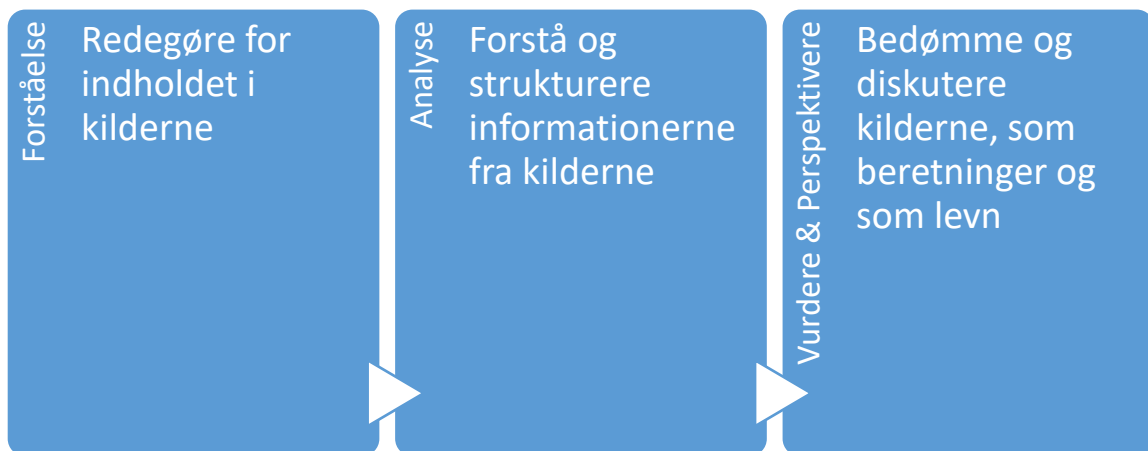 Forståelse
Redegøre for
indholdet i
kilderne
Analyse
Forstå og
strukturere
informationerne
fra kilderne
Vurdere & Perspektivere
Bedømme og
diskutere
kilderne, som
beretninger og
som levn